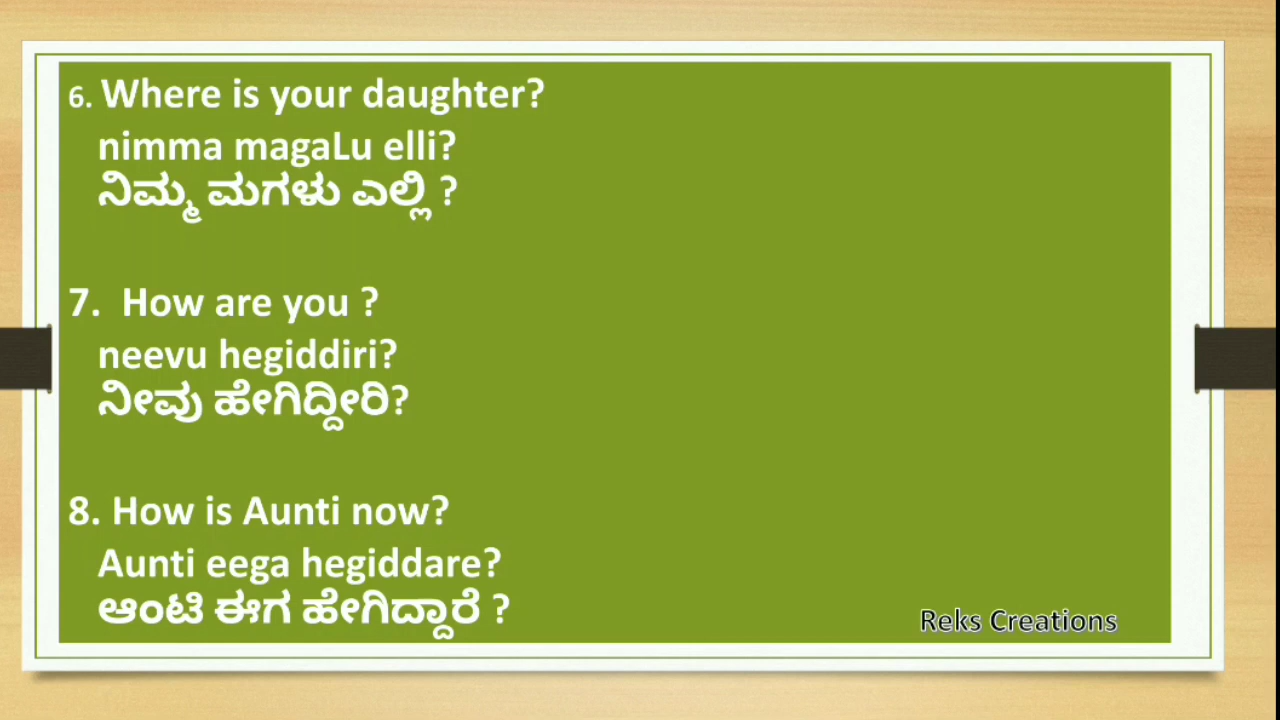 6. Where is your daughter?
nimma magaLu elli?
ನಿಮ್ಮ ಮಗಳು ಎಲ್ಲಿ ?
7. How are you ?
neevu hegiddiri?
ನೀವು ಹೇಗಿದ್ದೀರಿ?
8. How is Aunti now?
Aunti eega hegiddare?
ಆಂಟಿ ಈಗ ಹೇಗಿದ್ದಾರೆ ?
Reks Creations